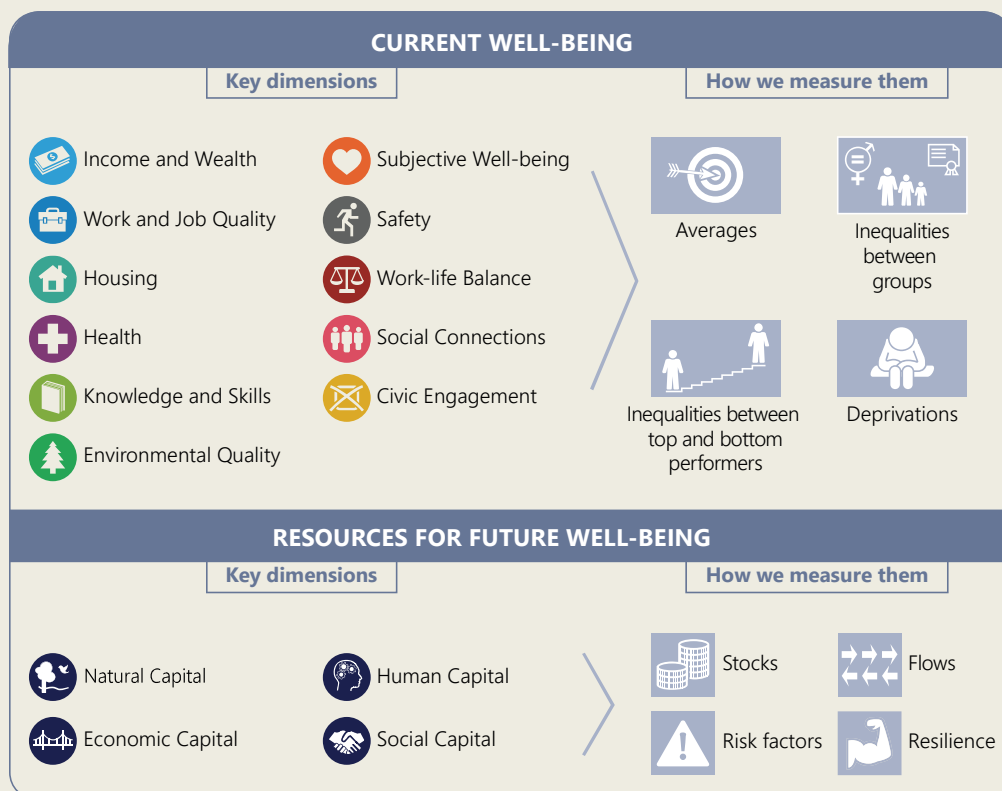 CURRENT WELL-BEING
Key dimensions
How we measure them
Income and Wealth
Work and Job Quality
Housing
Health
Knowledge and Skills
Environmental Quality
Subjective Well-being
Safety
Work-life Balance
Social Connections
Civic Engagement
Averages
Inequalities
between
groups
Inequalities between
top and bottom
performers
Deprivations
RESOURCES FOR FUTURE WELL-BEING
Key dimensions
How we measure them
Natural Capital
Economic Capital
Human Capital
Social Capital
Stocks
Flows
Risk factors
Resilience